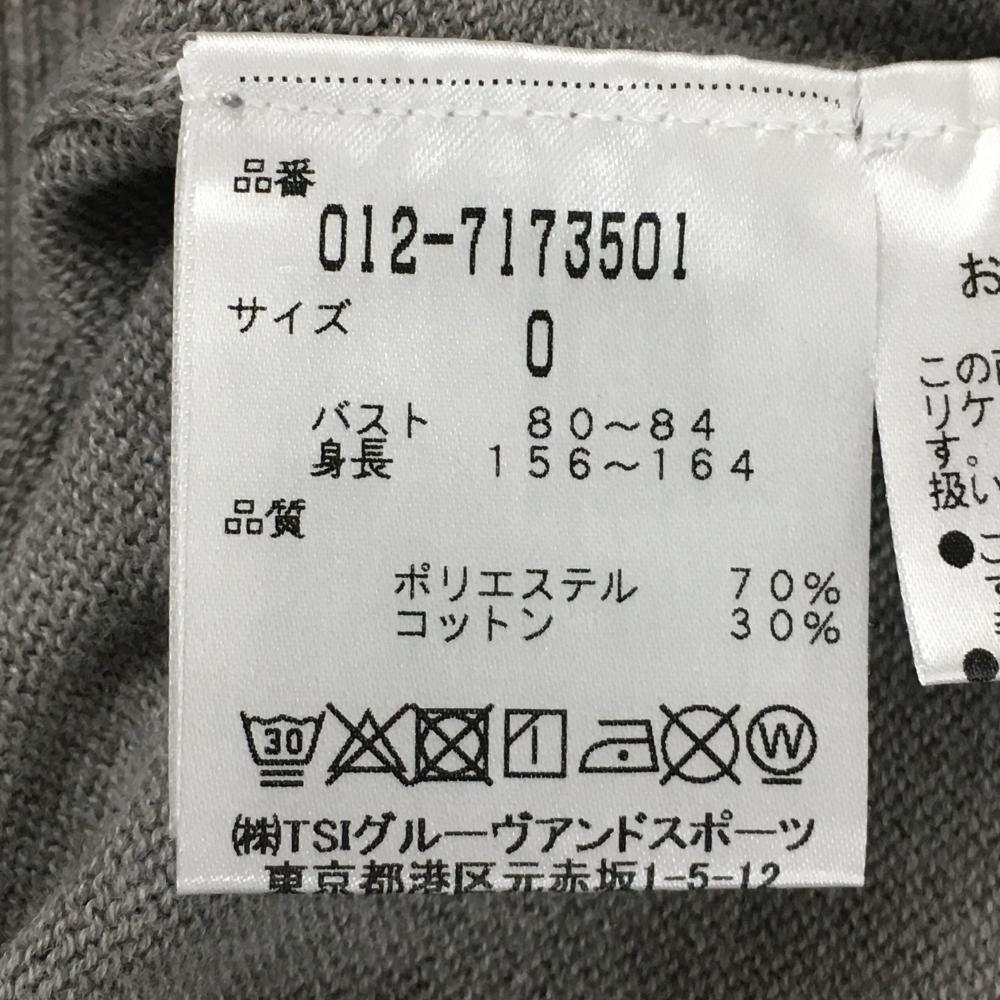 品番
012-7173501
サイズ
0
バスト 80～84
身長 156～164
品質
ポリエステル 70%
コットン 30%
30
W
㈱TSIグルーヴアンドスポーツ
東京都港区元赤坂1-5-12
お
この商
リケ
す。
扱い
こ